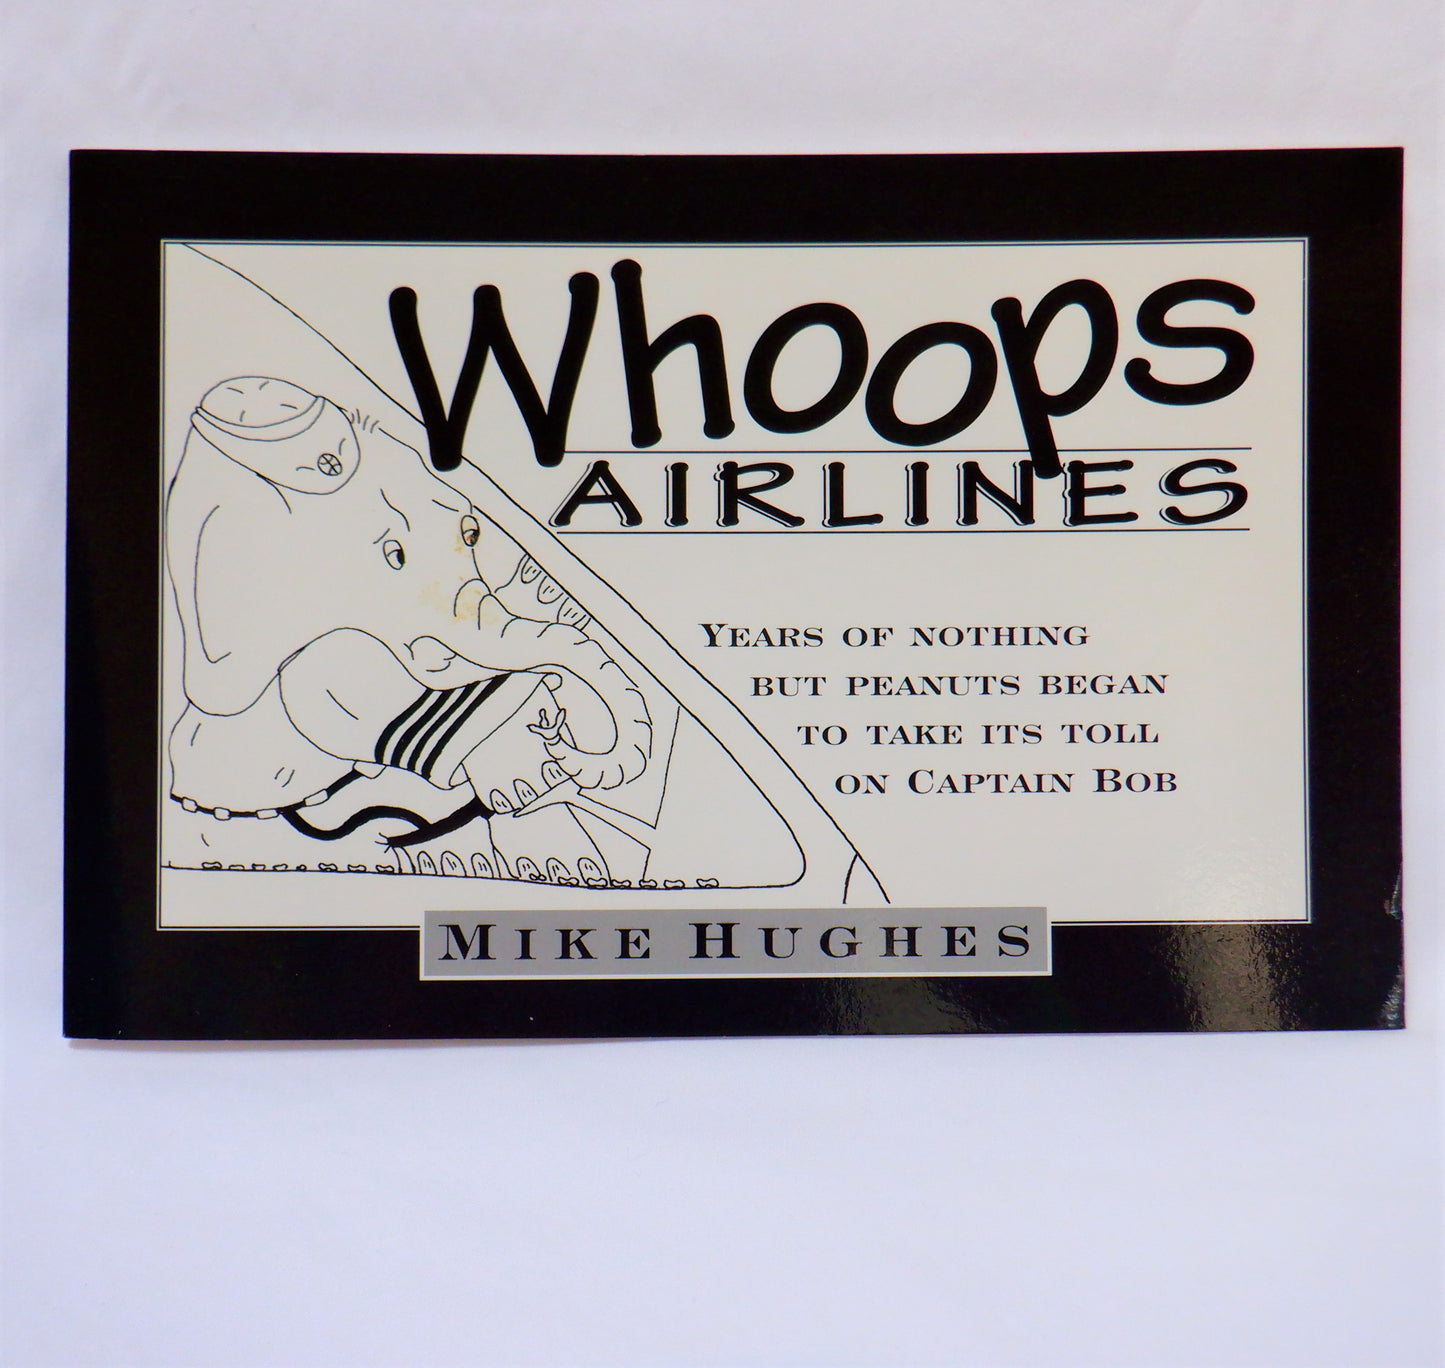 Whoops
AIRLINES
YEARS OF NOTHING
BUT PEANUTS BEGAN
TO TAKE ITS TOLL
ON CAPTAIN BOB
MIKE HUGHES